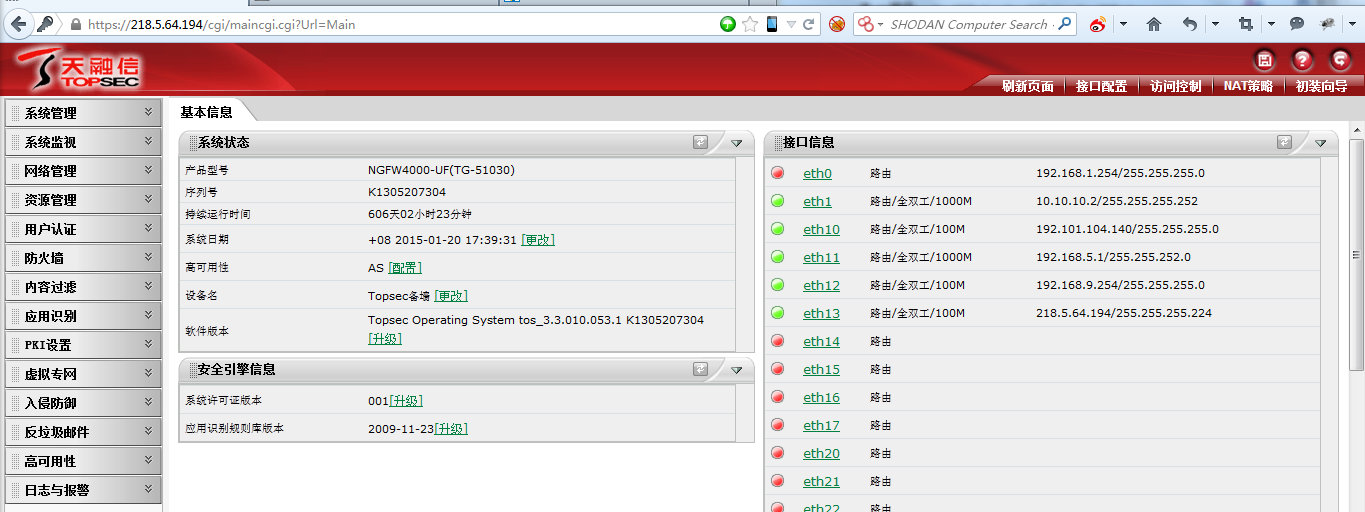 https://218.5.64.194/cgi/maincgi.cgi?Url=Main
SHODAN Computer Search
天融信
TOPSEC
刷新页面 接口配置 访问控制 NAT策略 初装向导
系统管理
系统监视
网络管理
资源管理
用户认证
防火墙
内容过滤
应用识别
PKI设置
虚拟专网
入侵防御
反垃圾邮件
高可用性
日志与报警
基本信息
系统状态
产品型号 NGFW4000-UF(TG-51030)
序列号 K1305207304
持续运行时间 606天02小时23分钟
系统日期 +08 2015-01-20 17:39:31 [更改]
高可用性 AS [配置]
设备名 Topsec备墙 [更改]
软件版本 Topsec Operating System tos_3.3.010.053.1 K1305207304
[升级]
安全引擎信息
系统许可证版本 001[升级]
应用识别规则库版本 2009-11-23[升级]
接口信息
eth0 路由 192.168.1.254/255.255.255.0
eth1 路由/全双工/1000M 10.10.10.2/255.255.255.252
eth10 路由/全双工/100M 192.101.104.140/255.255.255.0
eth11 路由/全双工/1000M 192.168.5.1/255.255.252.0
eth12 路由/全双工/100M 192.168.9.254/255.255.255.0
eth13 路由/全双工/100M 218.5.64.194/255.255.255.224
eth14 路由
eth15 路由
eth16 路由
eth17 路由
eth20 路由
eth21 路由
eth22 路由